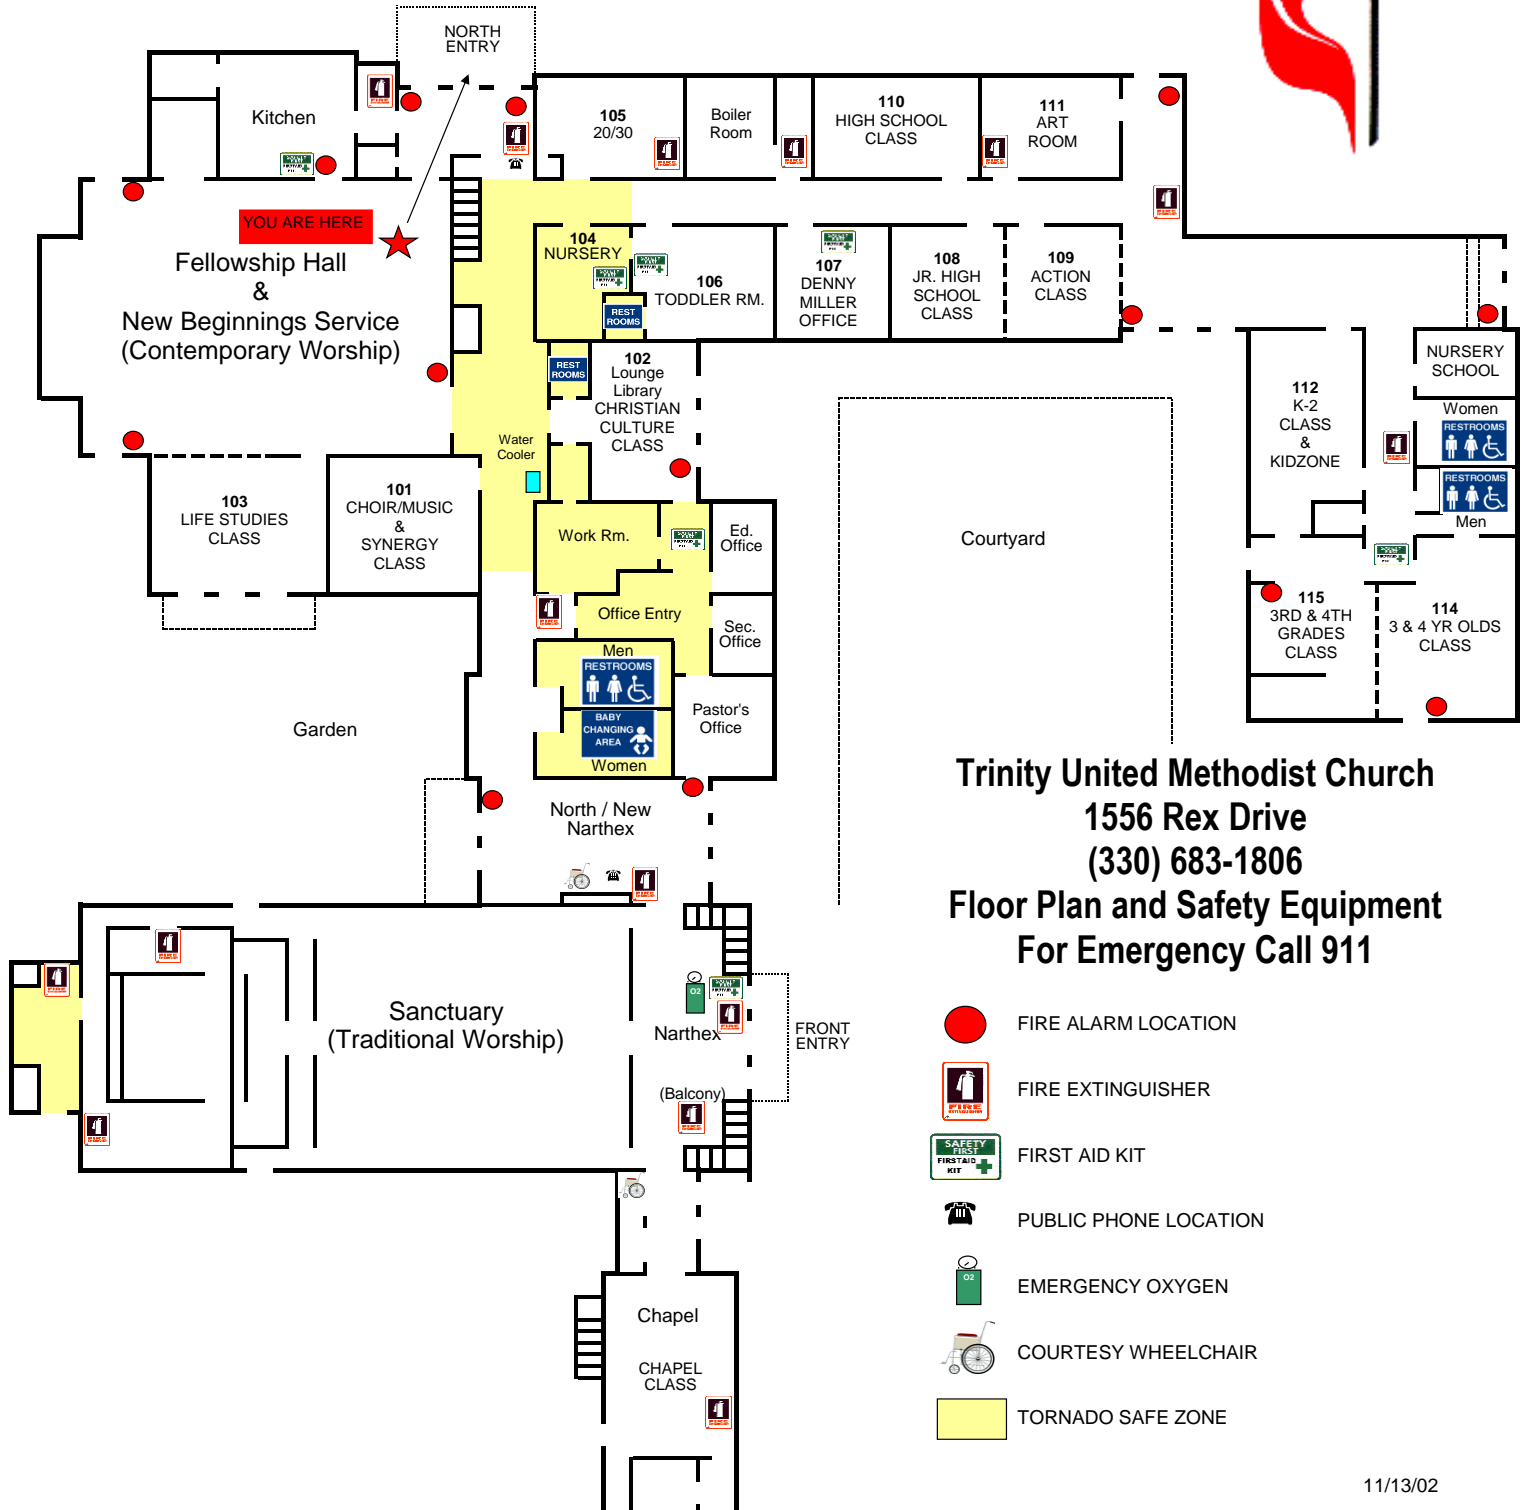 NORTH
ENTRY
Kitchen
105
20/30
Boiler
Room
110
HIGH SCHOOL
CLASS
111
ART
ROOM
YOU ARE HERE
Fellowship Hall
&
New Beginnings Service
(Contemporary Worship)
104
NURSERY
REST
ROOMS
106
TODDLER RM.
107
DENNY
MILLER
OFFICE
108
JR. HIGH
SCHOOL
CLASS
109
ACTION
CLASS
REST
ROOMS
102
Lounge
Library
CHRISTIAN
CULTURE
CLASS
Water
Cooler
112
K-2
CLASS
&
KIDZONE
NURSERY
SCHOOL
Women
RESTROOMS
RESTROOMS
Men
103
LIFE STUDIES
CLASS
101
CHOIR/MUSIC
&
SYNERGY
CLASS
Work Rm.
Ed.
Office
Office Entry
Sec.
Office
Courtyard
115
3RD & 4TH
GRADES
CLASS
114
3 & 4 YR OLDS
CLASS
Men
RESTROOMS
BABY
CHANGING
AREA
Women
Pastor's
Office
Garden
North / New
Narthex
Trinity United Methodist Church
1556 Rex Drive
(330) 683-1806
Floor Plan and Safety Equipment
For Emergency Call 911
Sanctuary
(Traditional Worship)
O2
Narthex
FRONT
ENTRY
(Balcony)
Chapel
CHAPEL
CLASS
FIRE ALARM LOCATION
FIRE
EXTINGUISHER
FIRE EXTINGUISHER
SAFETY
FIRST
FIRST AID
KIT
FIRST AID KIT
PUBLIC PHONE LOCATION
O2
EMERGENCY OXYGEN
COURTESY WHEELCHAIR
TORNADO SAFE ZONE
11/13/02